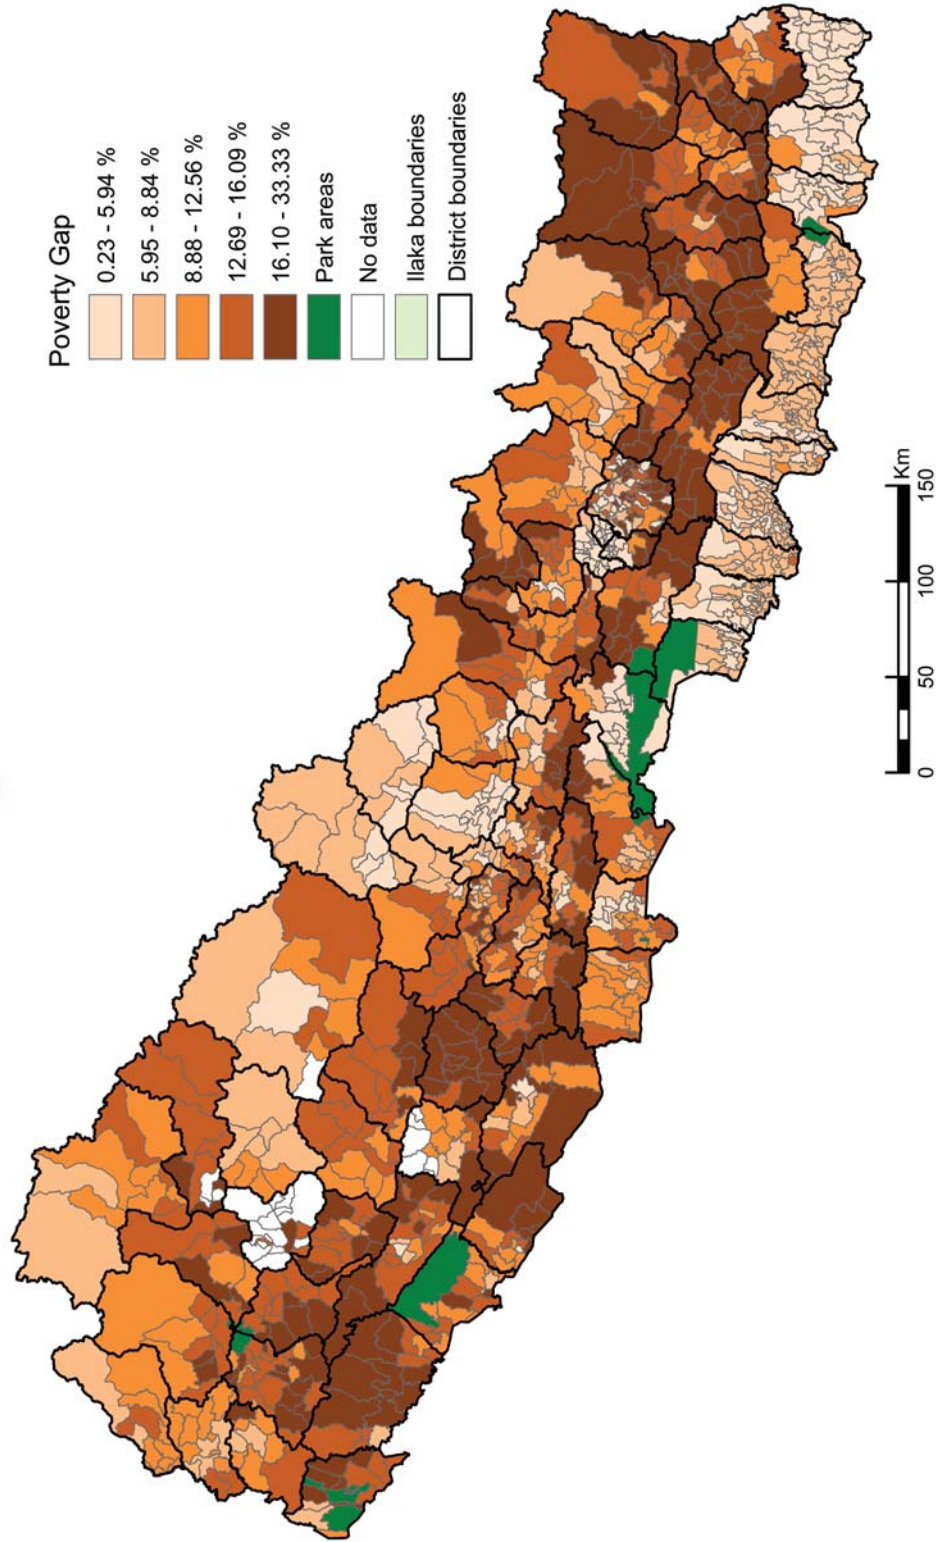 Poverty Gap
0.23 - 5.94 %
5.95 - 8.84 %
8.88 - 12.56 %
12.69 - 16.09 %
16.10 - 33.33 %
Park areas
No data
Ilaka boundaries
District boundaries
0 50 100 150
Km